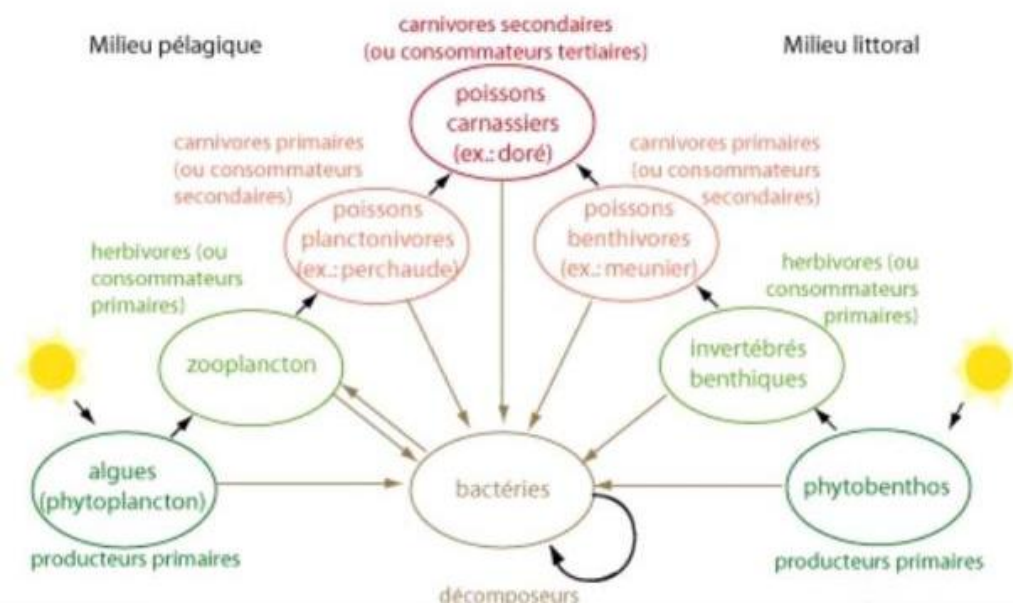 Milieu pélagique
carnivores secondaires
(ou consommateurs tertiaires)
Milieu littoral
poissons
carnassiers
(ex.: doré)
carnivores primaires
(ou consommateurs
secondaires)
carnivores primaires
(ou consommateurs
secondaires)
poissons
planctonivores
(ex.: perchaude)
poissons
benthivores
(ex.: meunier)
herbivores (ou
consommateurs
primaires)
herbivores (ou
consommateurs
primaires)
zooplancton
invertébrés
benthiques
algues
(phytoplancton)
bactéries
phytobenthos
producteurs primaires
producteurs primaires
décomposeurs